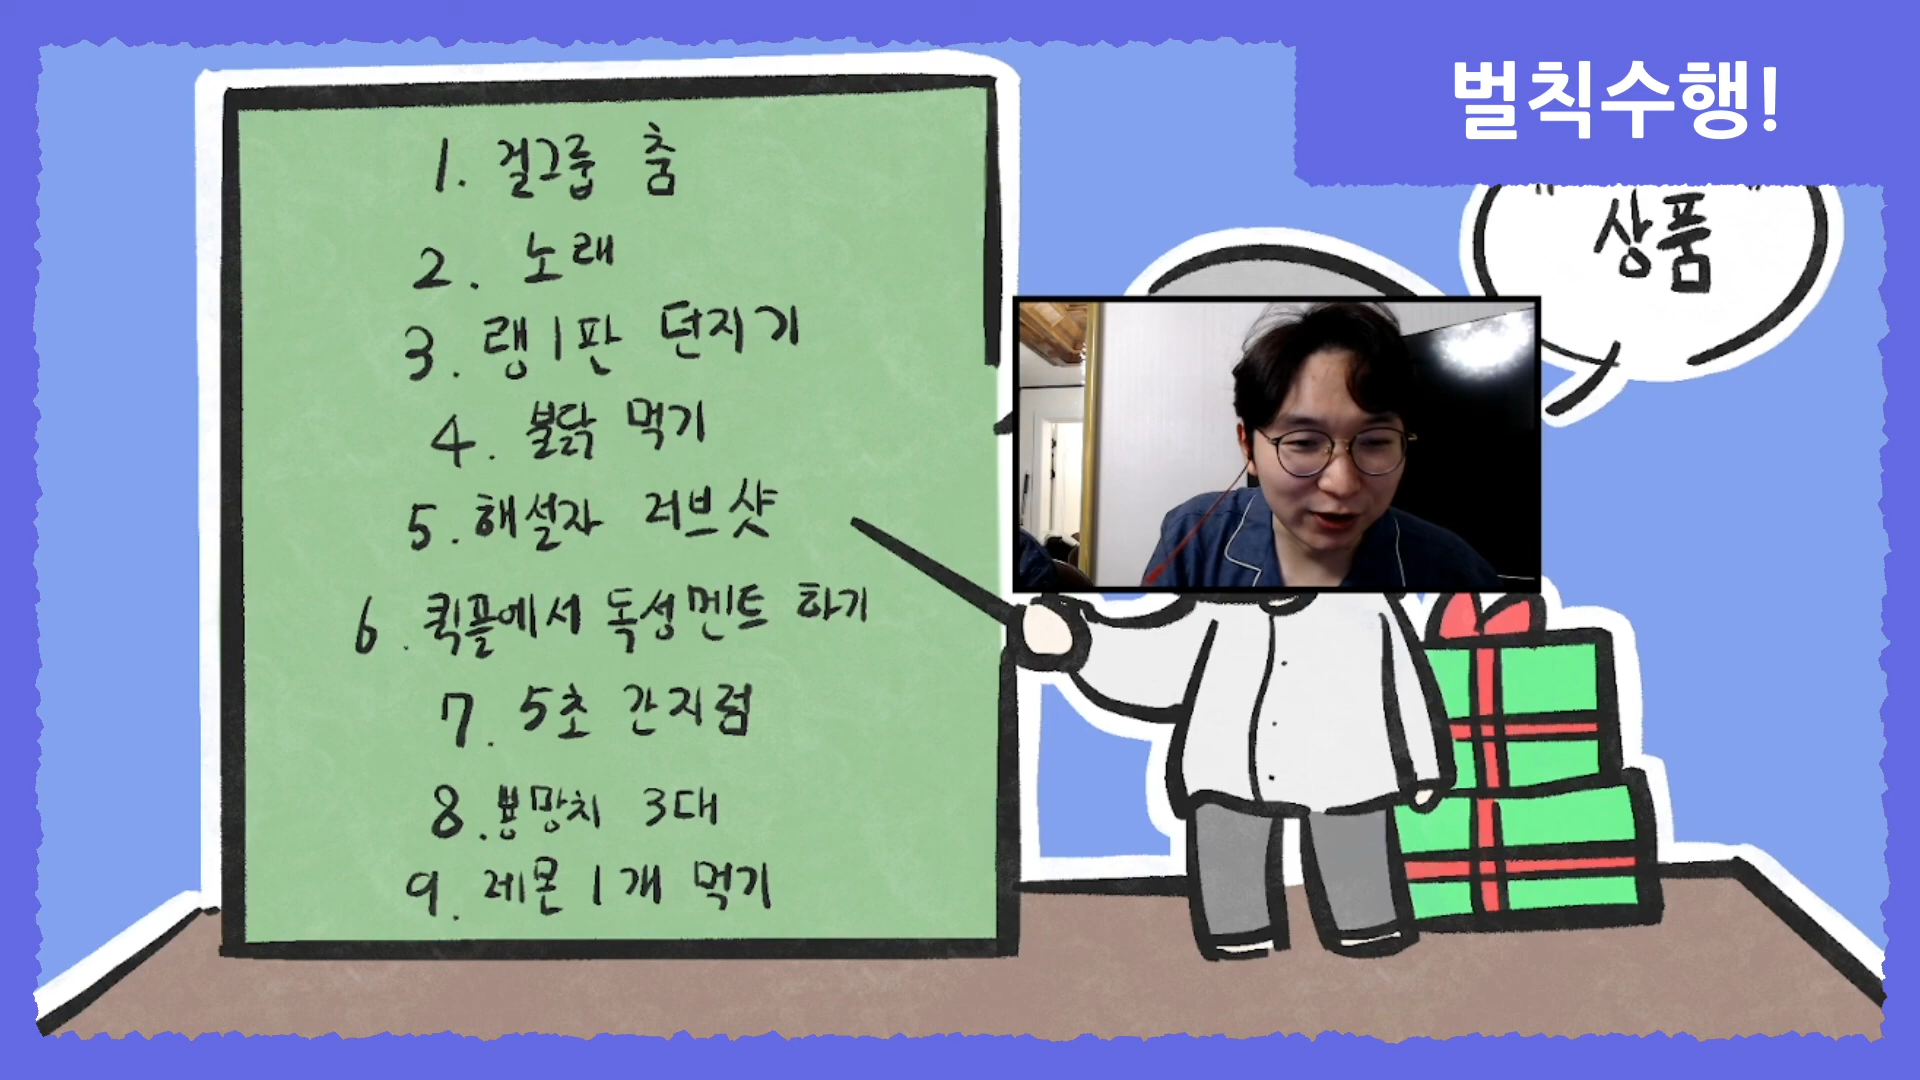 벌칙수행!
상품
1. 걸그룹 춤
2. 노래
3. 랭1판 던지기
4. 불닭 먹기
5. 해설자 러브샷
6. 퀵플에서 독성멘트 하기
7. 5초 간지럼
8. 뿅망치 3대
9. 레몬 1개 먹기